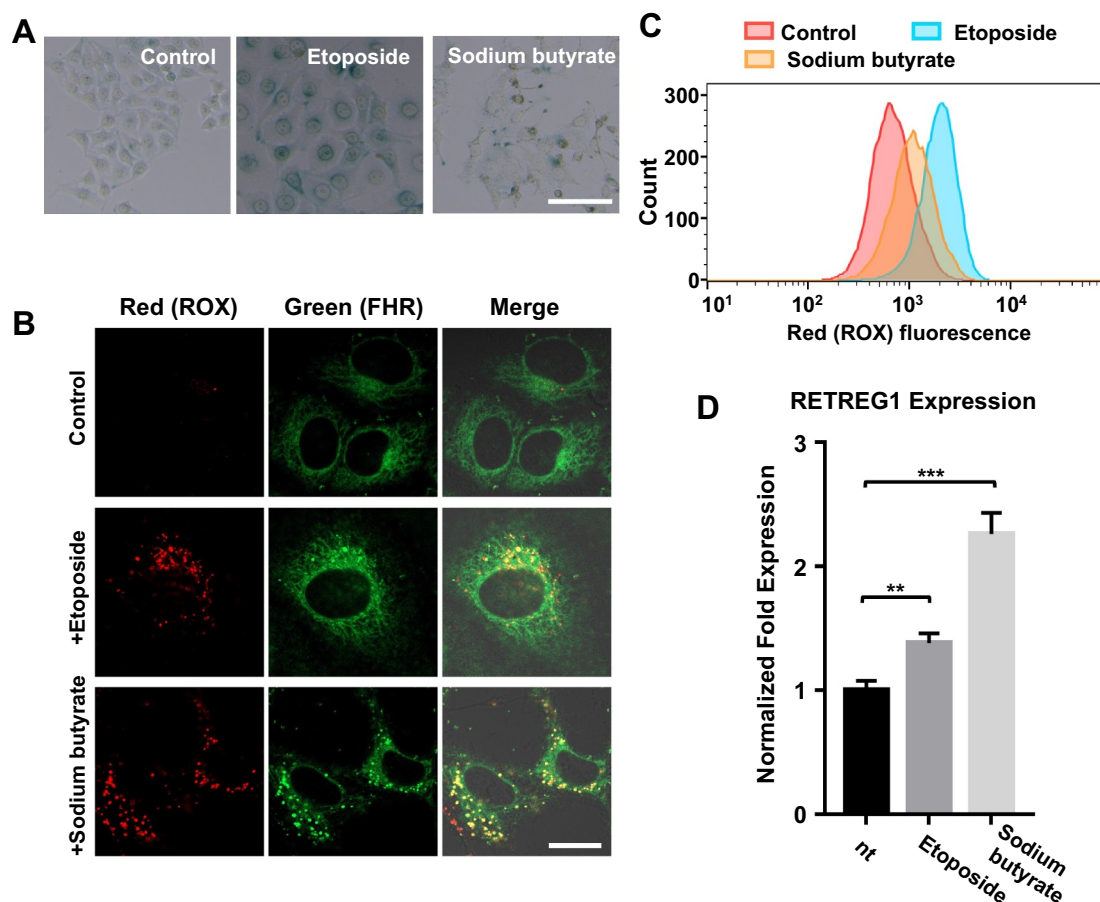 A
Control
Etoposide
Sodium butyrate
B
Red (ROX)
Green (FHR)
Merge
Control
+Etoposide
+Sodium butyrate
C
Control
Etoposide
Sodium butyrate
Count
300
200
100
0
10¹
10²
10³
10⁴
Red (ROX) fluorescence
D
RETREG1 Expression
Normalized Fold Expression
3
2
1
0
**
***
nt
Etoposide
Sodium
butyrate